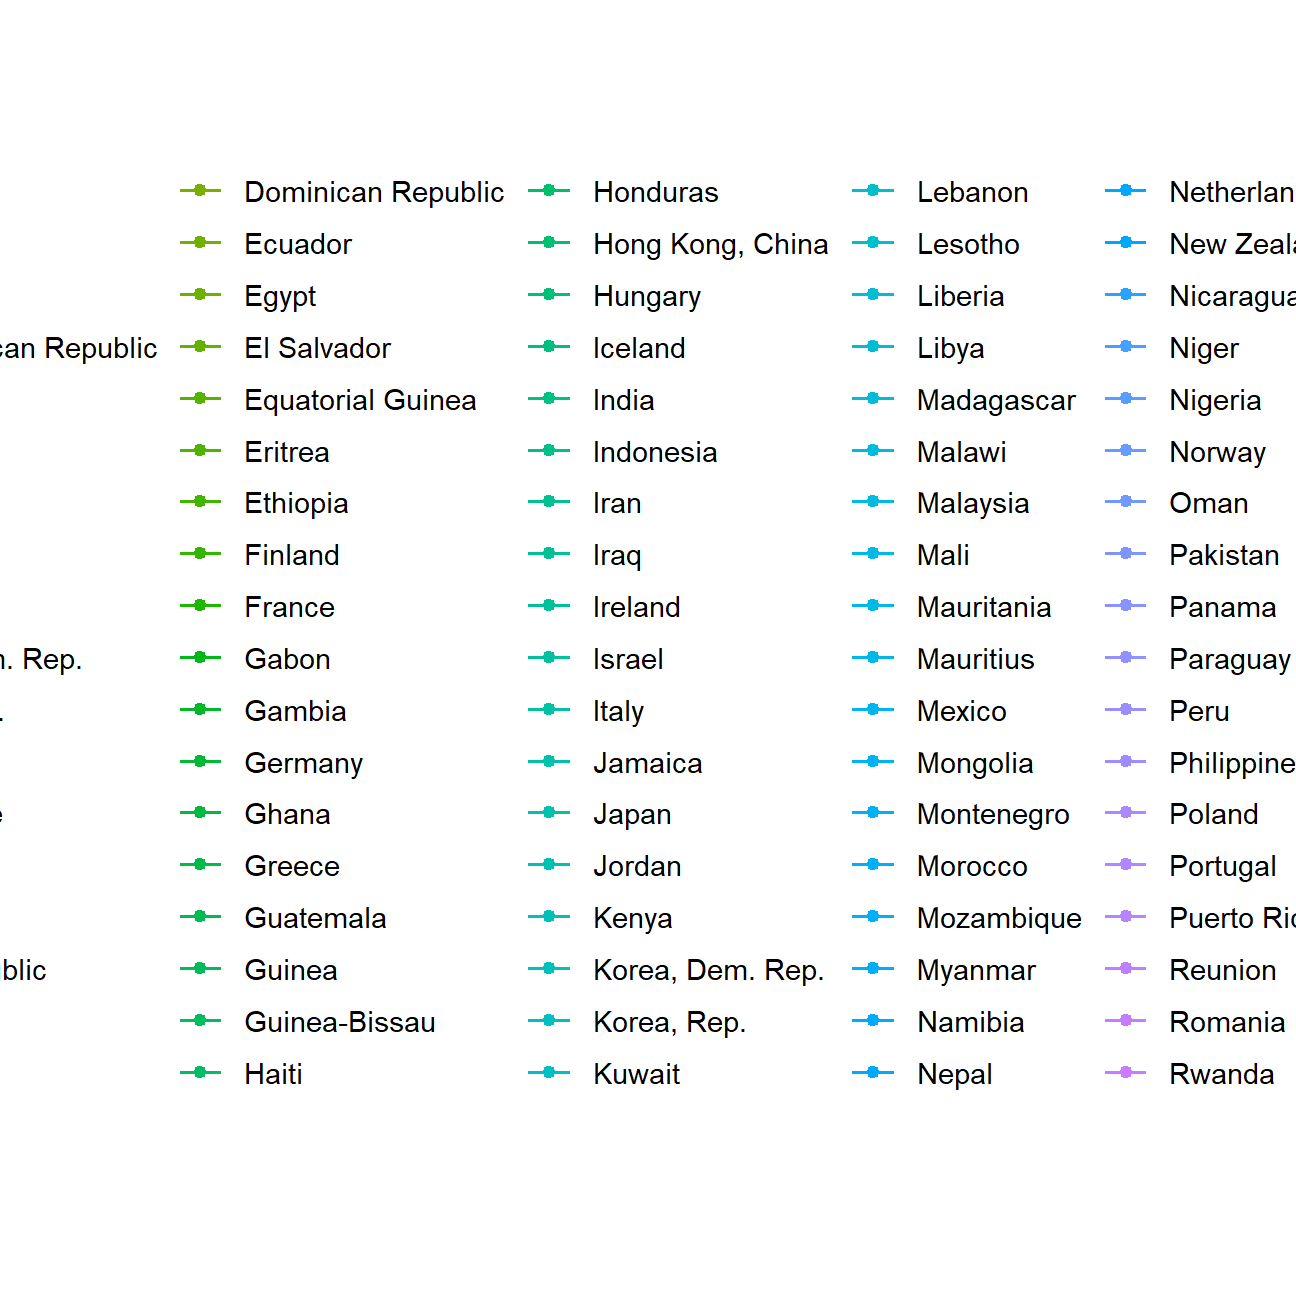 Dominican Republic Honduras Lebanon Netherlan
Ecuador Hong Kong, China Lesotho New Zeala
Egypt Hungary Liberia Nicaragua
can Republic El Salvador Iceland Libya Niger
Equatorial Guinea India Madagascar Nigeria
Eritrea Indonesia Malawi Norway
Ethiopia Iran Malaysia Oman
Finland Iraq Mali Pakistan
France Ireland Mauritania Panama
. Rep. Gabon Israel Mauritius Paraguay
. Gambia Italy Mexico Peru
Germany Jamaica Mongolia Philippine
e Ghana Japan Montenegro Poland
Greece Jordan Morocco Portugal
Guatemala Kenya Mozambique Puerto Ric
blic Guinea Korea, Dem. Rep. Myanmar Reunion
Guinea-Bissau Korea, Rep. Namibia Romania
Haiti Kuwait Nepal Rwanda